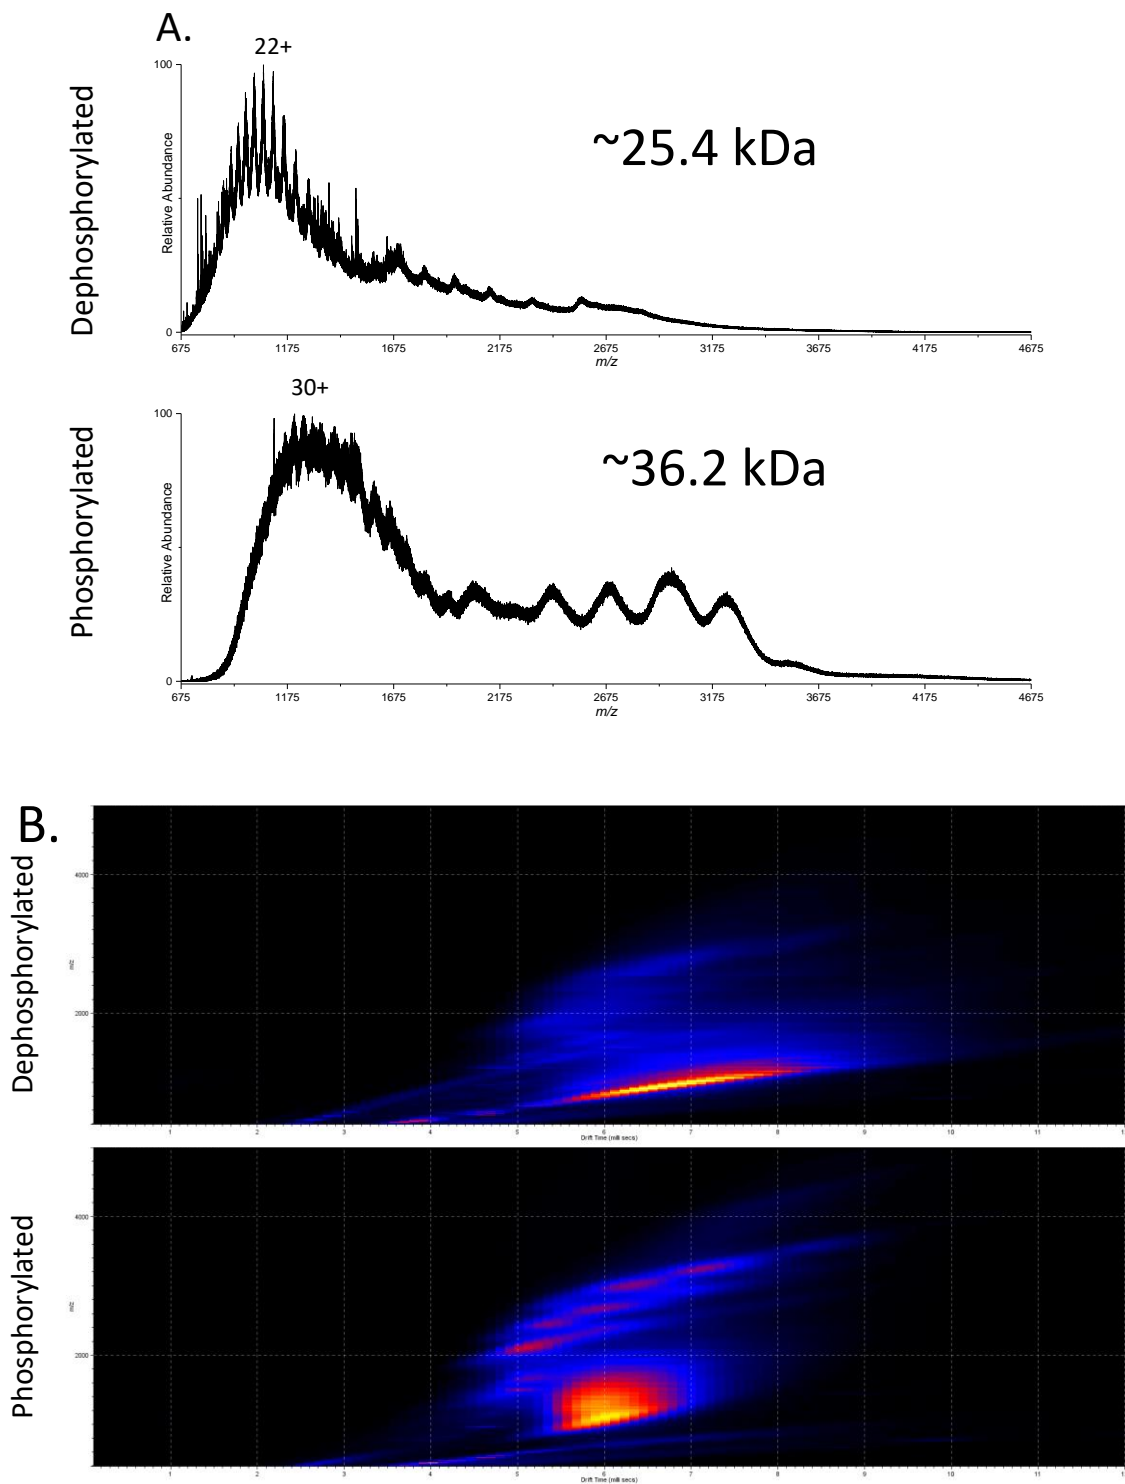 A.
22+
Dephosphorylated
100
Relative Abundance
~25.4 kDa
0
675 1175 1675 2175 2675 3175 3675 4175 4675
m/z
30+
Phosphorylated
100
Relative Abundance
~36.2 kDa
0
675 1175 1675 2175 2675 3175 3675 4175 4675
m/z
B.
Dephosphorylated
4000
m/z
2000
1 2 3 4 5 6 7 8 9 10 11
Drift Time (milli secs)
Phosphorylated
4000
m/z
2000
1 2 3 4 5 6 7 8 9 10 11
Drift Time (milli secs)